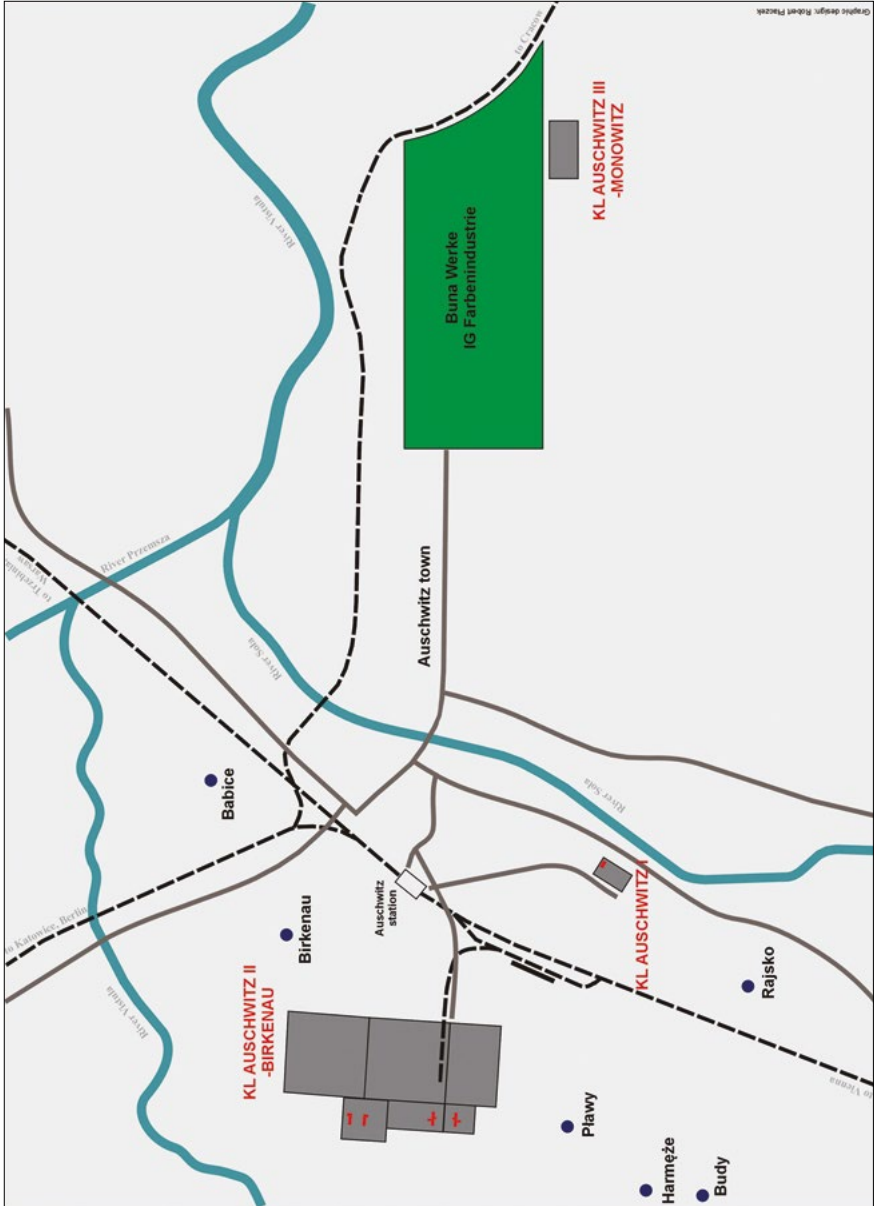 Graphic design: Robert Płaczek
to Cracow
KL AUSCHWITZ III
-MONOWITZ
Buna Werke
IG Farbenindustrie
River Vistula
River Przemsza
to Trzebinia,
Warsaw
River Soła
Auschwitz town
Babice
River Soła
to Katowice, Berlin
Birkenau
Auschwitz
station
KL AUSCHWITZ I
Rajsko
River Vistula
KL AUSCHWITZ II
-BIRKENAU
to Vienna
Pławy
Harmęże
Budy